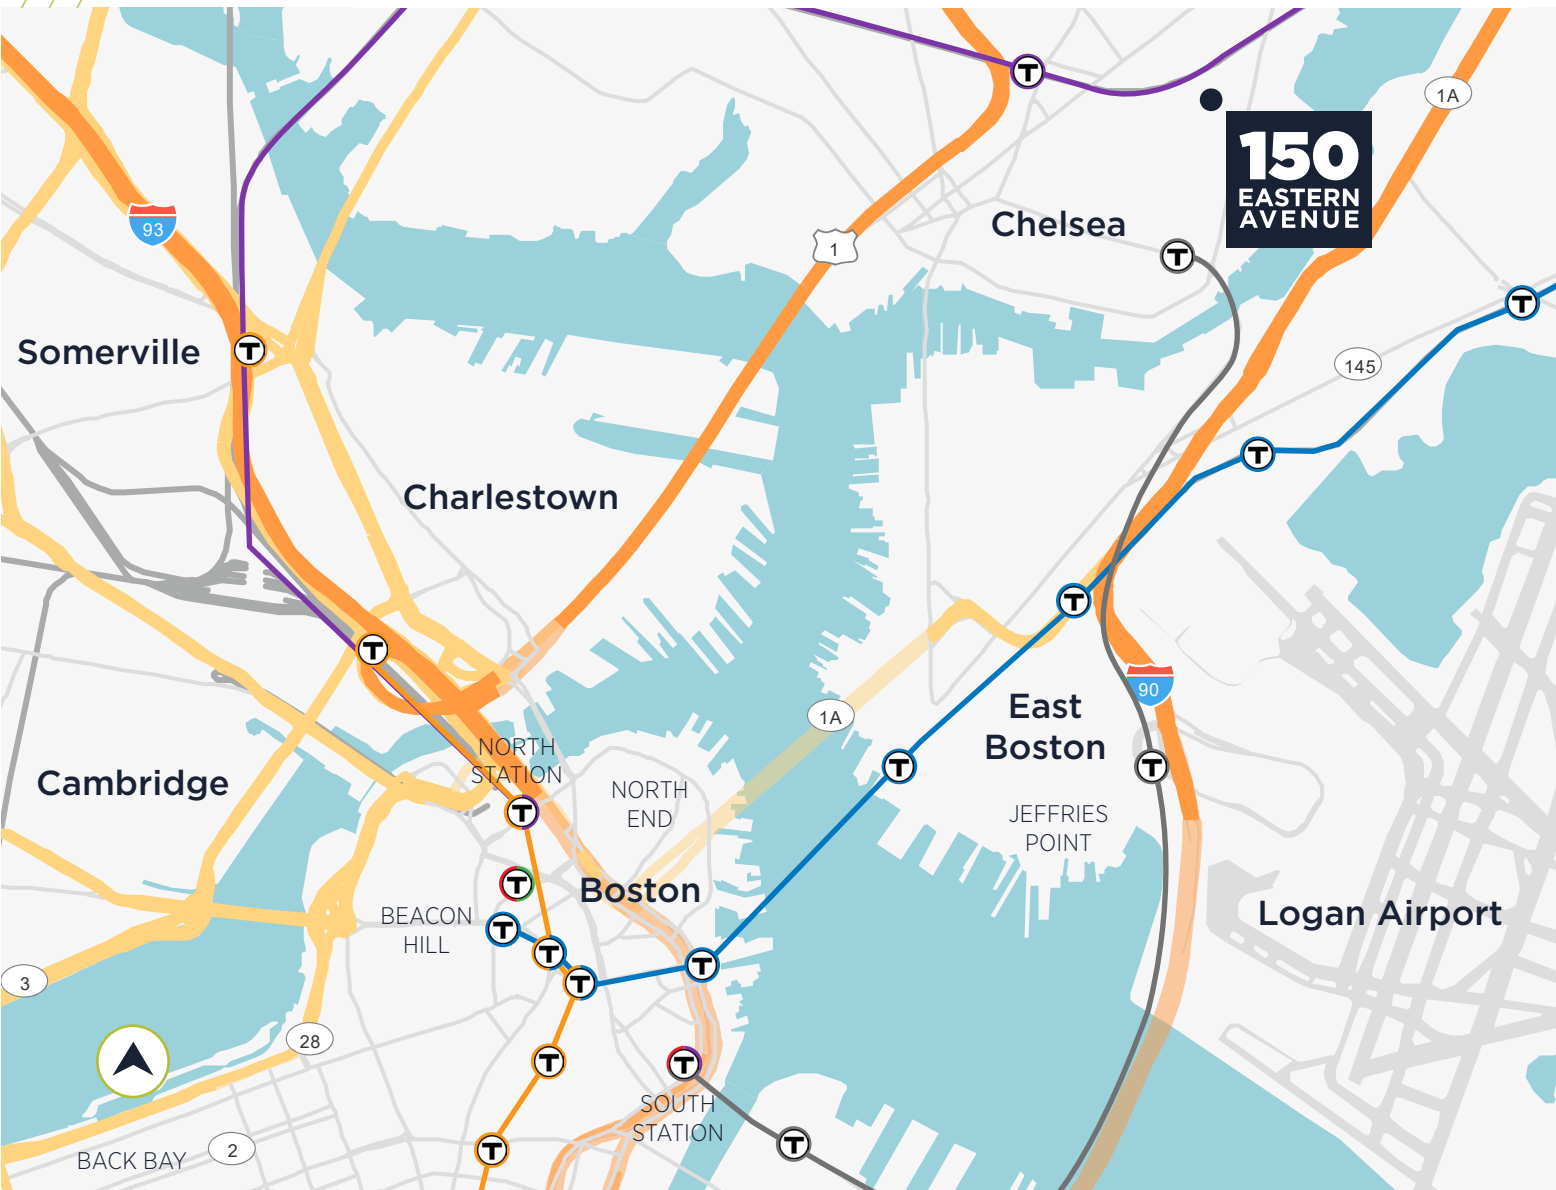 T
1A
150
EASTERN
AVENUE
93
Chelsea
1
T
T
Somerville
T
145
T
Charlestown
T
T
90
East
Boston
1A
NORTH
STATION
T
T
Cambridge
NORTH
END
JEFFRIES
POINT
T
T
Boston
BEACON
HILL
Logan Airport
T
T
T
T
3
28
T
T
SOUTH
STATION
T
T
2
BACK BAY